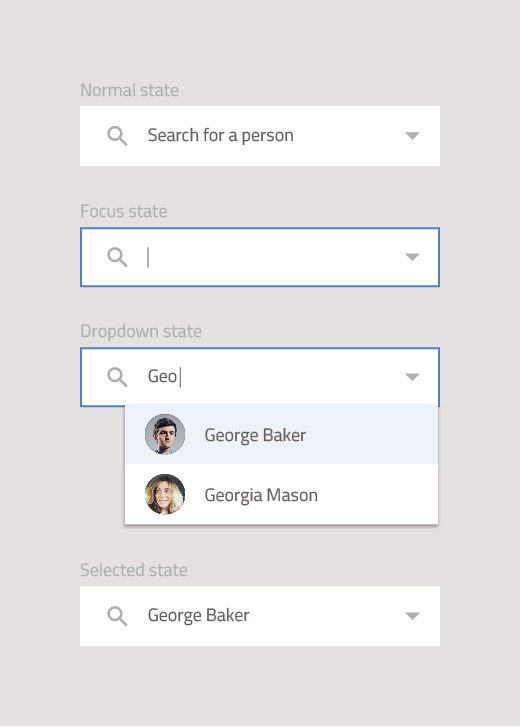 Normal state
Search for a person
Focus state
Dropdown state
Geo
George Baker
Georgia Mason
Selected state
George Baker